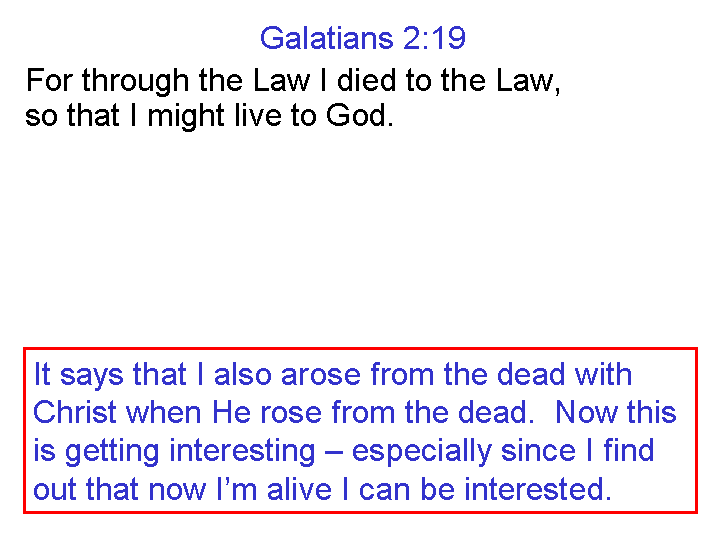 Galatians 2:19
For through the Law I died to the Law,
so that I might live to God.
It says that I also arose from the dead with
Christ when He rose from the dead.  Now this
is getting interesting – especially since I find
out that now I’m alive I can be interested.